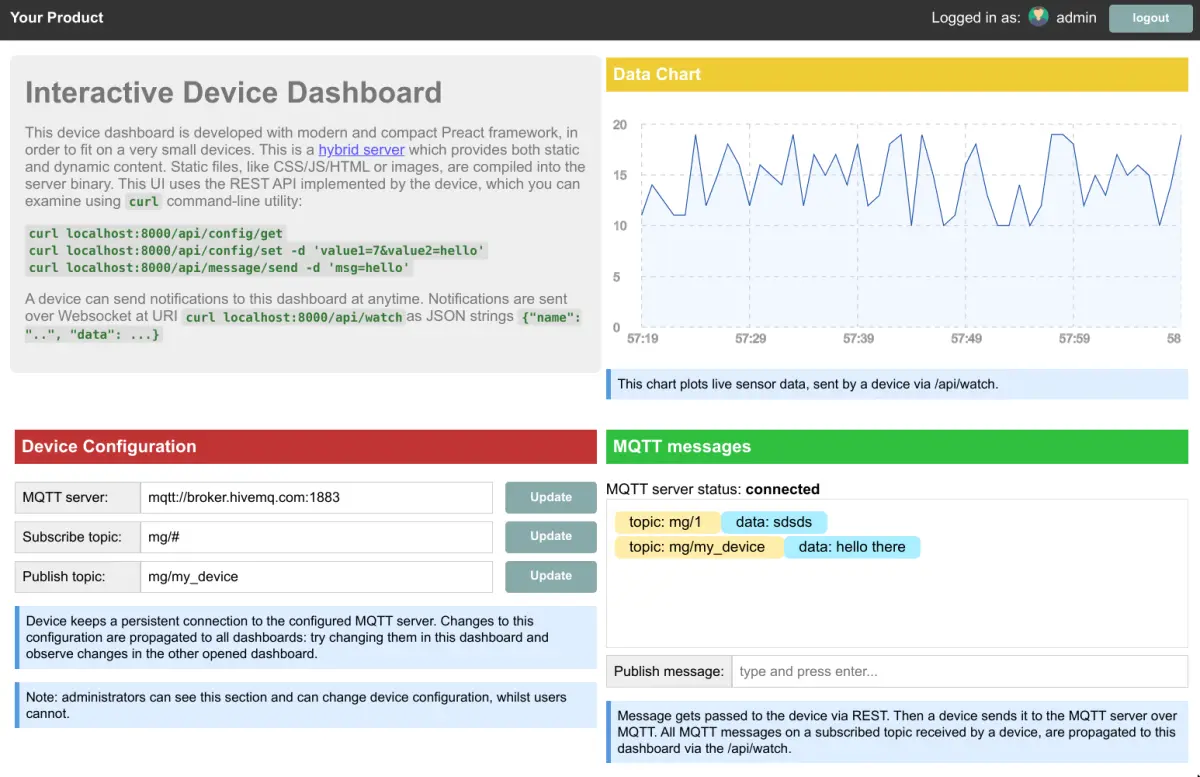 Your Product
Logged in as: admin
logout
Interactive Device Dashboard
This device dashboard is developed with modern and compact Preact framework, in
order to fit on a very small devices. This is a hybrid server which provides both static
and dynamic content. Static files, like CSS/JS/HTML or images, are compiled into the
server binary. This UI uses the REST API implemented by the device, which you can
examine using curl command-line utility:
curl localhost:8000/api/config/get
curl localhost:8000/api/config/set -d 'value1=7&value2=hello'
curl localhost:8000/api/message/send -d 'msg=hello'
A device can send notifications to this dashboard at anytime. Notifications are sent
over Websocket at URI curl localhost:8000/api/watch as JSON strings {"name":
"..", "data": ...}
Data Chart
20
15
10
5
0
57:19 57:29 57:39 57:49 57:59 58
This chart plots live sensor data, sent by a device via /api/watch.
Device Configuration
MQTT server: mqtt://broker.hivemq.com:1883 Update
Subscribe topic: mg/# Update
Publish topic: mg/my_device Update
Device keeps a persistent connection to the configured MQTT server. Changes to this
configuration are propagated to all dashboards: try changing them in this dashboard and
observe changes in the other opened dashboard.
Note: administrators can see this section and can change device configuration, whilst users
cannot.
MQTT messages
MQTT server status: connected
topic: mg/1 data: sdsds
topic: mg/my_device data: hello there
Publish message: type and press enter...
Message gets passed to the device via REST. Then a device sends it to the MQTT server over
MQTT. All MQTT messages on a subscribed topic received by a device, are propagated to this
dashboard via the /api/watch.